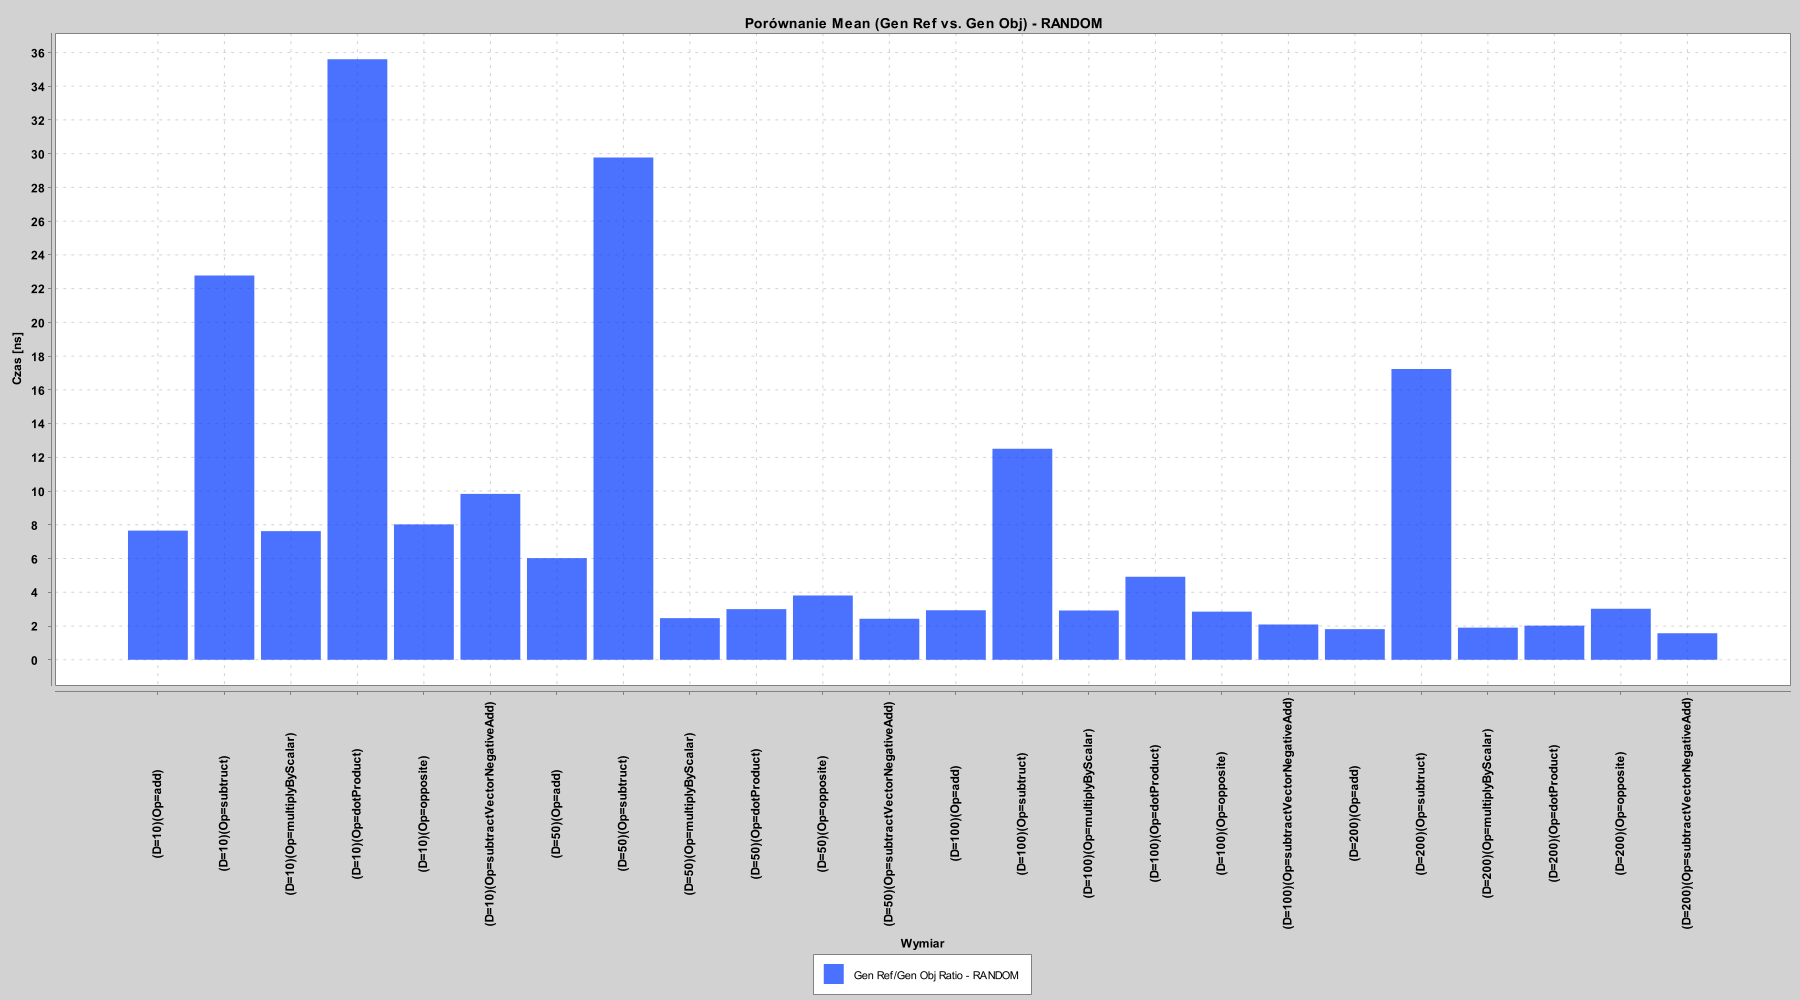 Porównanie Mean (Gen Ref vs. Gen Obj) - RANDOM
Czas [ns]
36
34
32
30
28
26
24
22
20
18
16
14
12
10
8
6
4
2
0
(D=10)(Op=add)
(D=10)(Op=subtruct)
(D=10)(Op=multiplyByScalar)
(D=10)(Op=dotProduct)
(D=10)(Op=opposite)
(D=10)(Op=subtractVectorNegativeAdd)
(D=50)(Op=add)
(D=50)(Op=subtruct)
(D=50)(Op=multiplyByScalar)
(D=50)(Op=dotProduct)
(D=50)(Op=opposite)
(D=50)(Op=subtractVectorNegativeAdd)
(D=100)(Op=add)
(D=100)(Op=subtruct)
(D=100)(Op=multiplyByScalar)
(D=100)(Op=dotProduct)
(D=100)(Op=opposite)
(D=100)(Op=subtractVectorNegativeAdd)
(D=200)(Op=add)
(D=200)(Op=subtruct)
(D=200)(Op=multiplyByScalar)
(D=200)(Op=dotProduct)
(D=200)(Op=opposite)
(D=200)(Op=subtractVectorNegativeAdd)
Wymiar
Gen Ref/Gen Obj Ratio - RANDOM